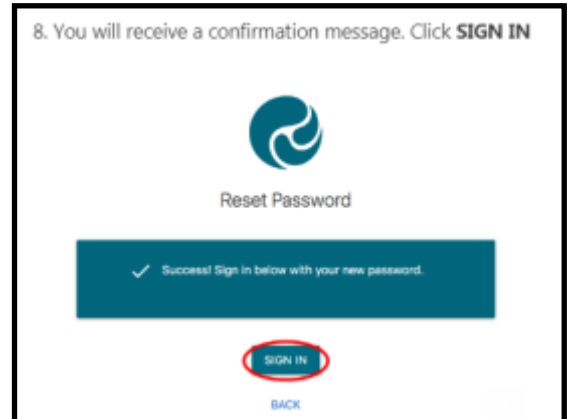 8. You will receive a confirmation message. Click SIGN IN
Reset Password
Success! Sign in below with your new password.
SIGN IN
BACK